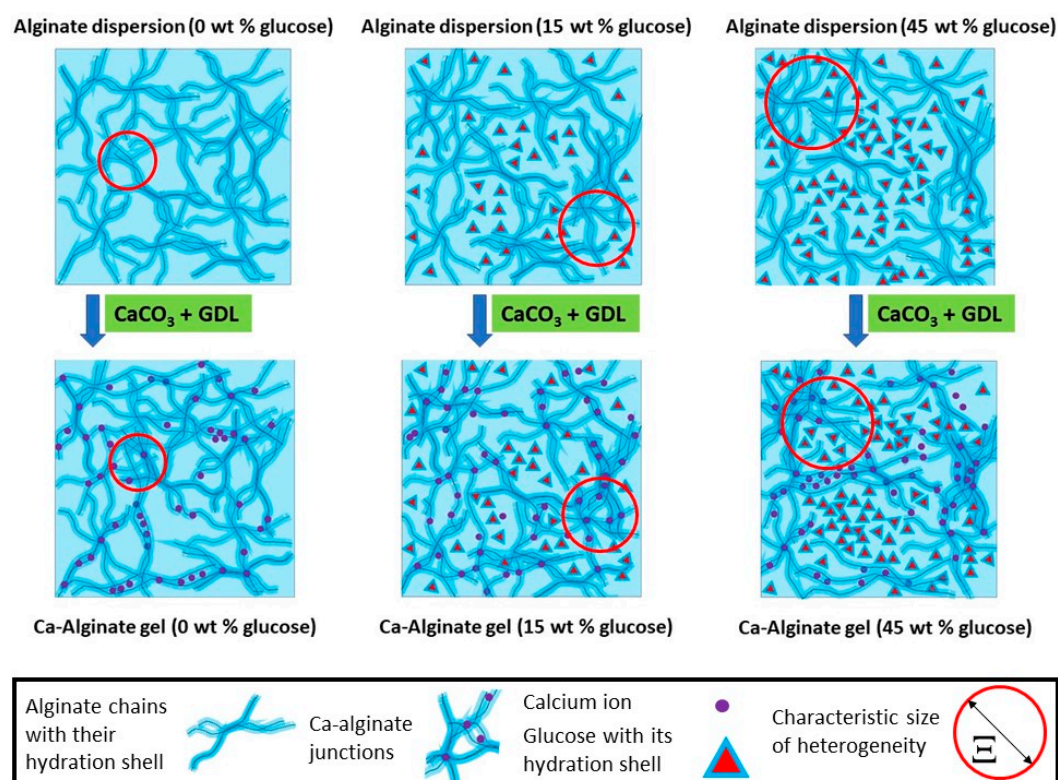 Alginate dispersion (0 wt % glucose)
Alginate dispersion (15 wt % glucose)
Alginate dispersion (45 wt % glucose)
CaCO₃ + GDL
CaCO₃ + GDL
CaCO₃ + GDL
Ca-Alginate gel (0 wt % glucose)
Ca-Alginate gel (15 wt % glucose)
Ca-Alginate gel (45 wt % glucose)
Alginate chains
with their
hydration shell
Ca-alginate
junctions
Calcium ion
Glucose with its
hydration shell
Characteristic size
of heterogeneity
Ξ